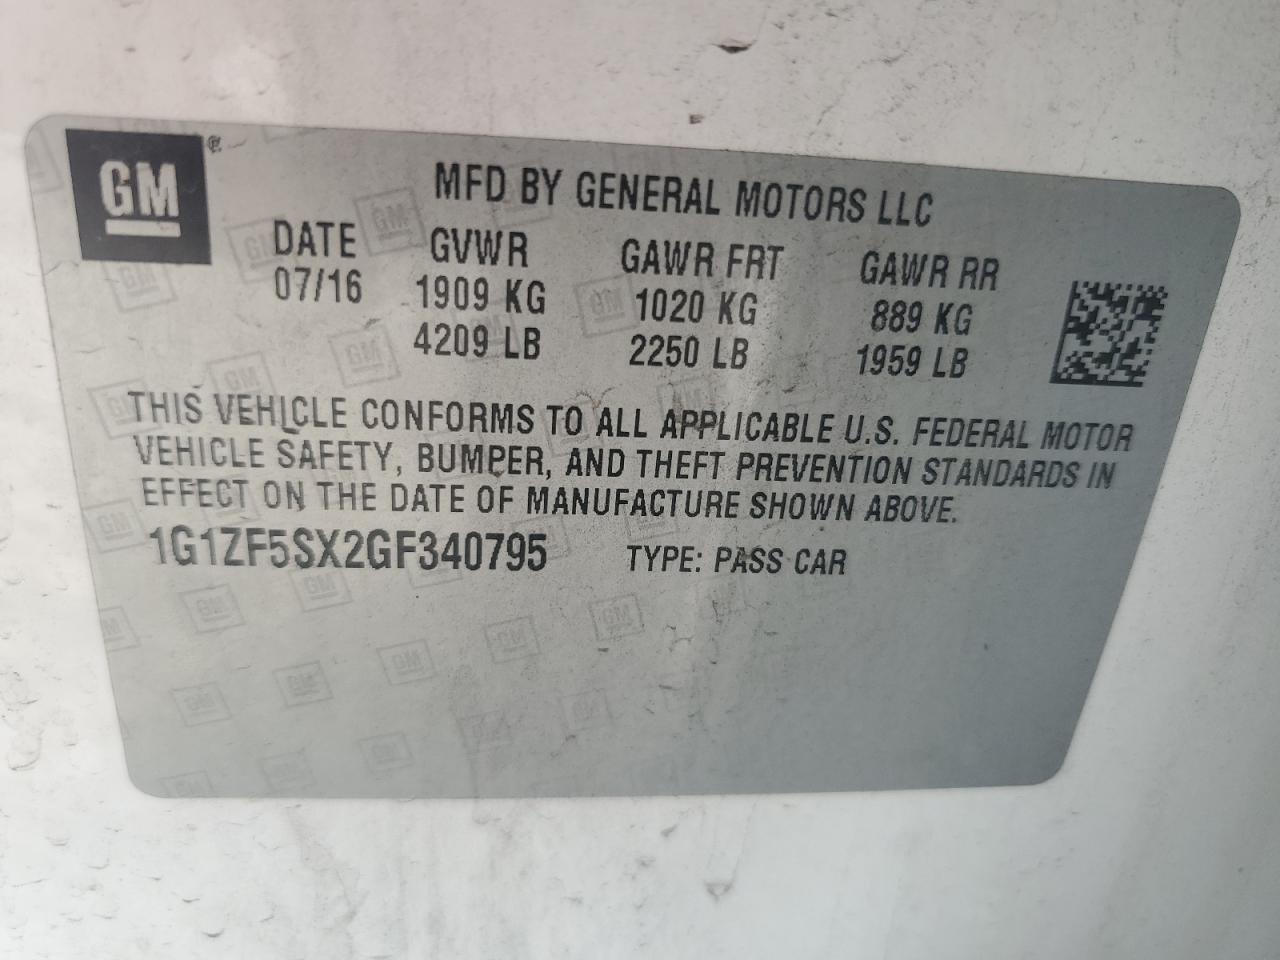 GM
MFD BY GENERAL MOTORS LLC
DATE GVWR GAWR FRT GAWR RR
07/16 1909 KG 1020 KG 889 KG
4209 LB 2250 LB 1959 LB
THIS VEHICLE CONFORMS TO ALL APPLICABLE U.S. FEDERAL MOTOR
VEHICLE SAFETY, BUMPER, AND THEFT PREVENTION STANDARDS IN
EFFECT ON THE DATE OF MANUFACTURE SHOWN ABOVE.
1G1ZF5SX2GF340795 TYPE: PASS CAR